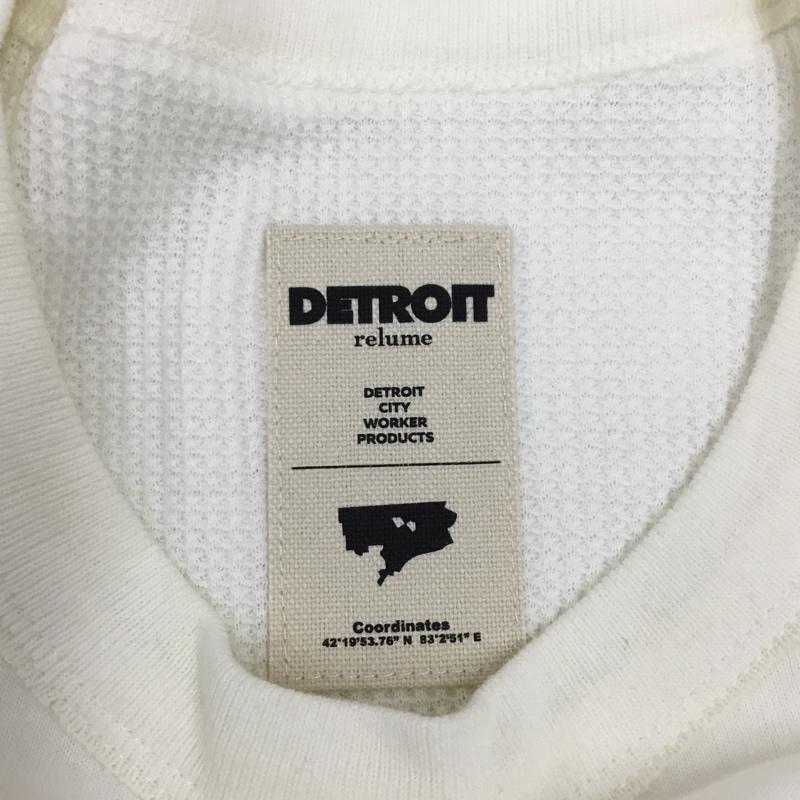 DETROIT
relume
DETROIT
CITY
WORKER
PRODUCTS
Coordinates
42°19'53.76" N 83°2'51" E